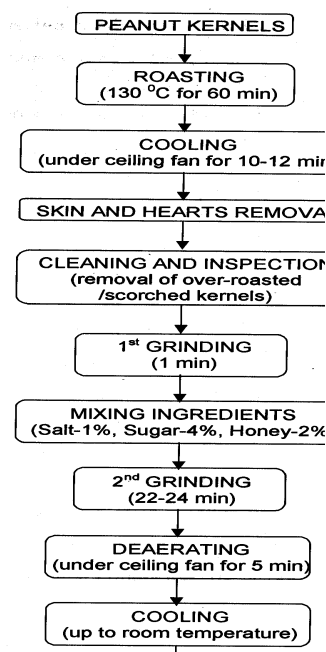 PEANUT KERNELS
ROASTING
(130 °C for 60 min)
COOLING
(under ceiling fan for 10-12 min
SKIN AND HEARTS REMOVA
CLEANING AND INSPECTION
(removal of over-roasted
/scorched kernels)
1st GRINDING
(1 min)
MIXING INGREDIENTS
(Salt-1%, Sugar-4%, Honey-2%
2nd GRINDING
(22-24 min)
DEAERATING
(under ceiling fan for 5 min)
COOLING
(up to room temperature)